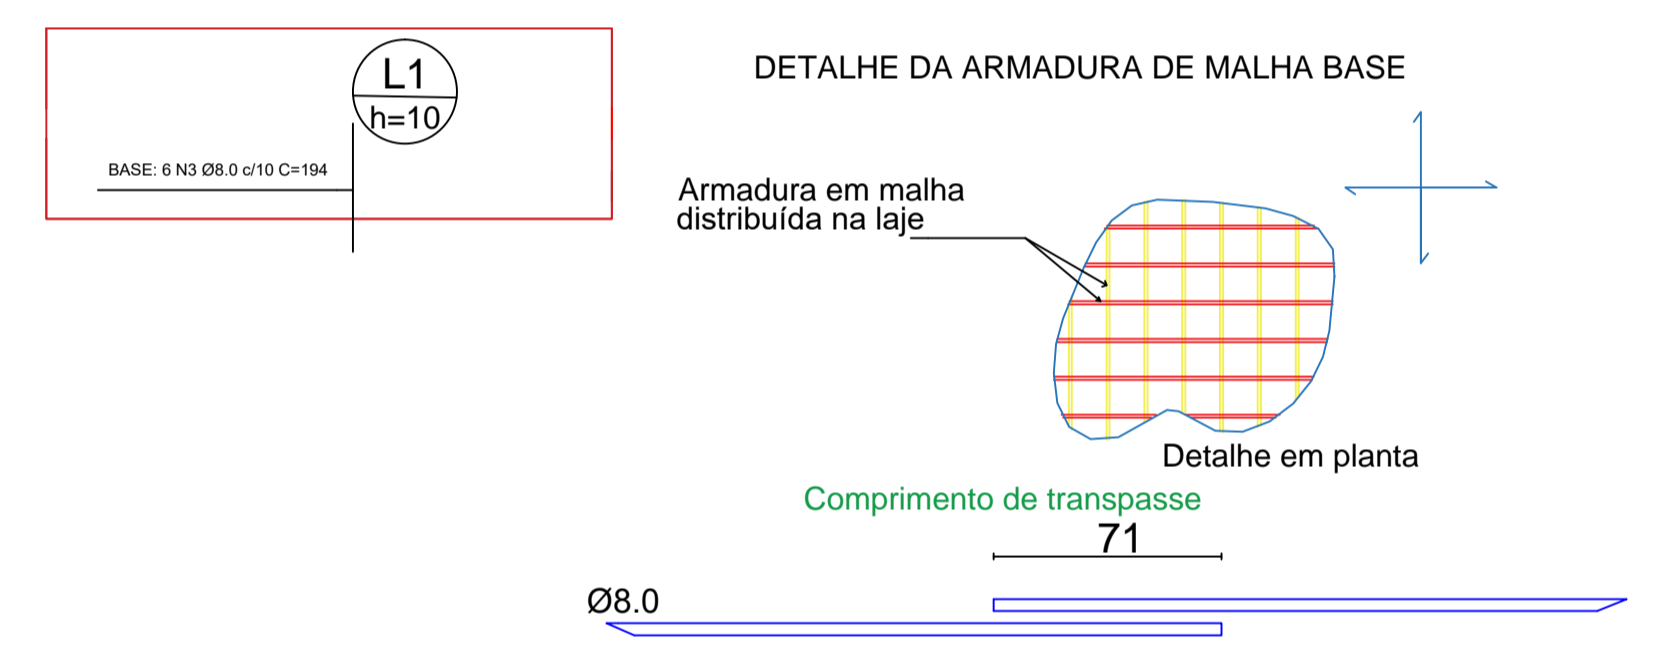 L1
h=10
BASE: 6 N3 Ø8.0 c/10 C=194
DETALHE DA ARMADURA DE MALHA BASE
Armadura em malha
distribuída na laje
Detalhe em planta
Comprimento de transpasse
71
Ø8.0